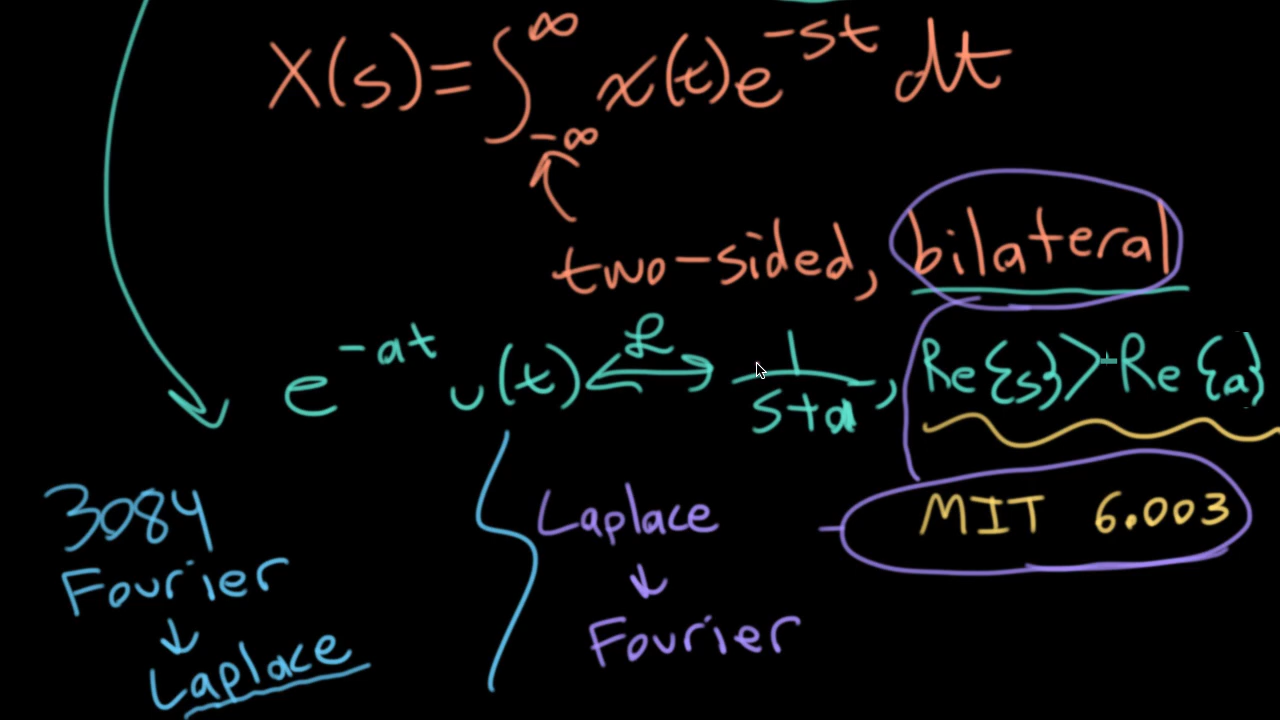 X(s) = ∫_{-∞}^{∞} x(t) e^{-st} dt
two-sided, bilateral
e^{-at} u(t) ⟺ℒ 1/(s+a), Re{s} > -Re{a}
3084
Fourier
↓
Laplace
Laplace
↓
Fourier
MIT 6.003